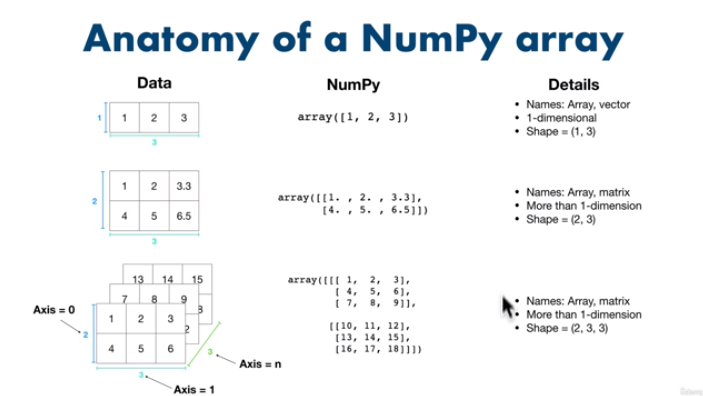 Anatomy of a NumPy array
Data
NumPy
Details
1
1 2 3
3
array([1, 2, 3])
• Names: Array, vector
• 1-dimensional
• Shape = (1, 3)
2
1 2 3.3
4 5 6.5
3
array([[1. , 2. , 3.3],
[4. , 5. , 6.5]])
• Names: Array, matrix
• More than 1-dimension
• Shape = (2, 3)
13 14 15
7 8 9
3
1 2 3
2
4 5 6
Axis = 0
2
3
3
Axis = n
Axis = 1
array([[[ 1, 2, 3],
[ 4, 5, 6],
[ 7, 8, 9]],
[[10, 11, 12],
[13, 14, 15],
[16, 17, 18]]])
• Names: Array, matrix
• More than 1-dimension
• Shape = (2, 3, 3)
Udemy